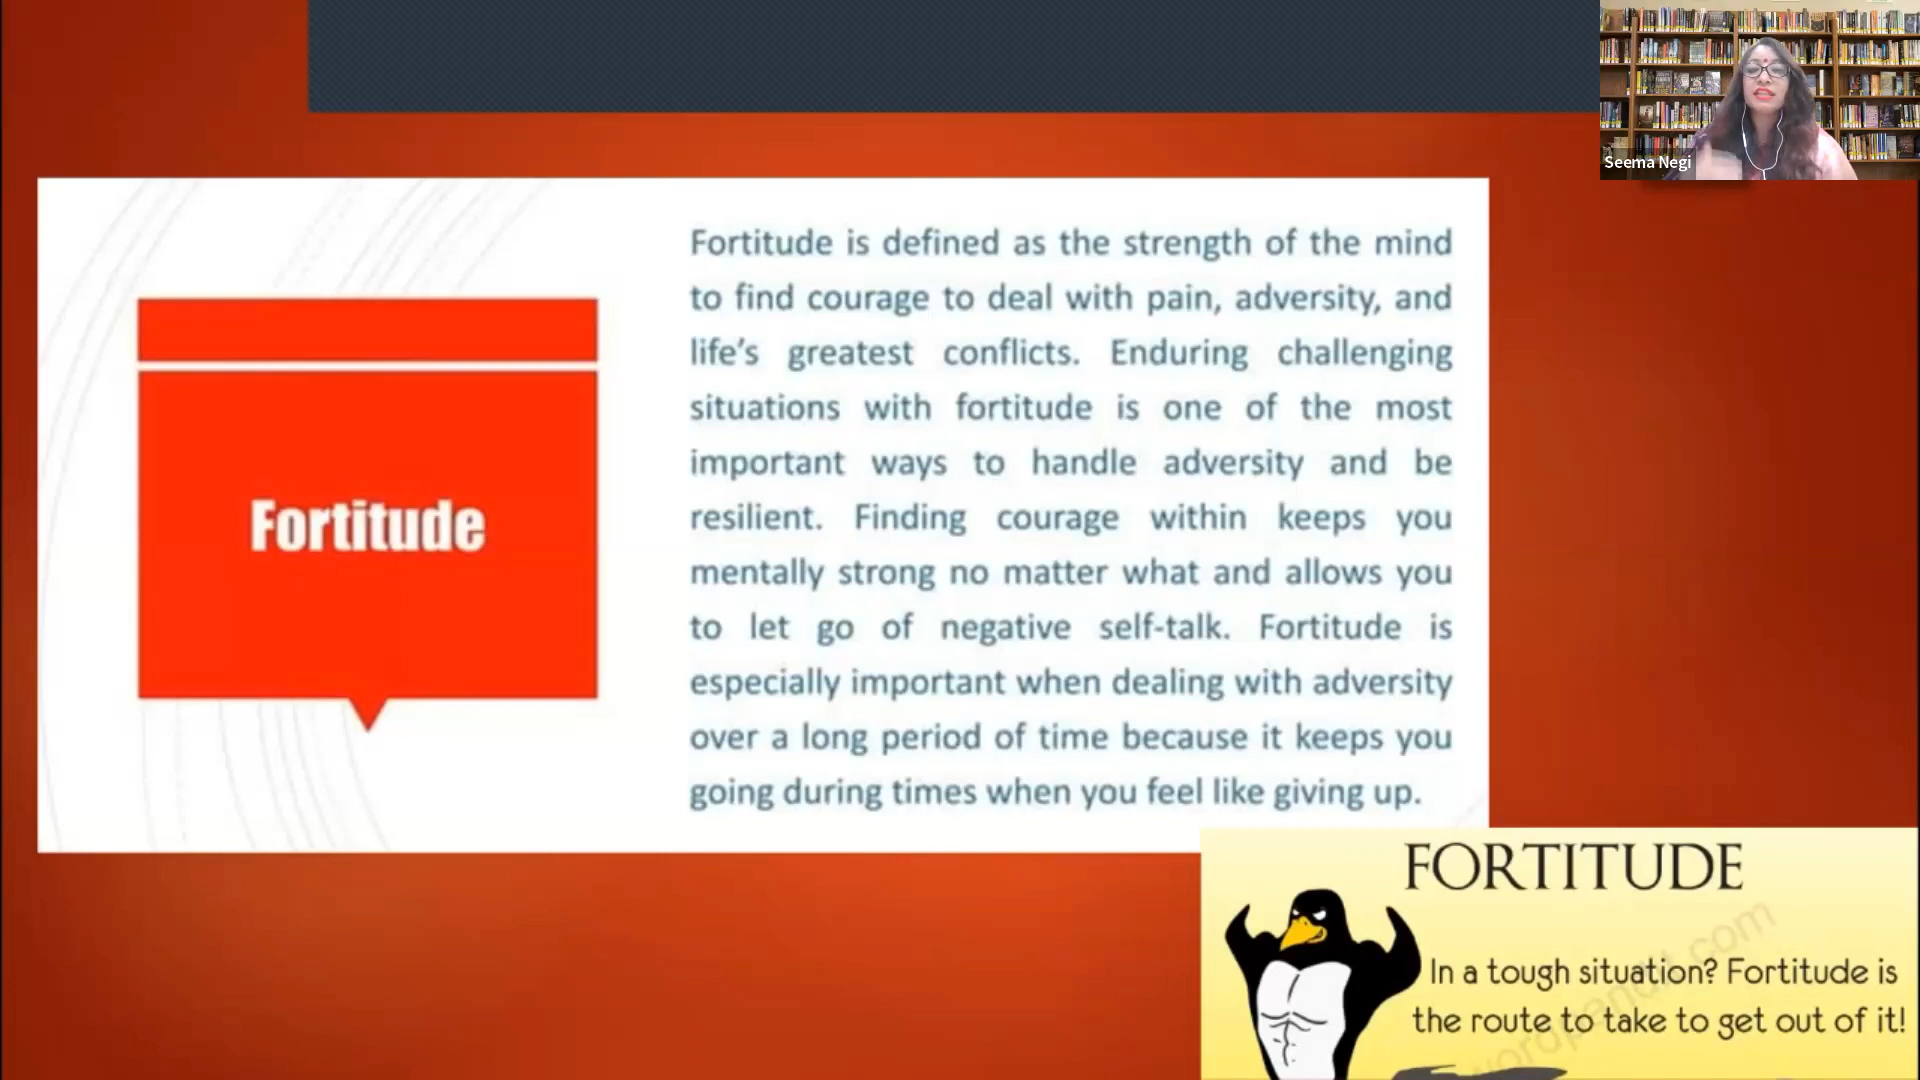 Seema Negi
Fortitude
Fortitude is defined as the strength of the mind
to find courage to deal with pain, adversity, and
life's greatest conflicts. Enduring challenging
situations with fortitude is one of the most
important ways to handle adversity and be
resilient. Finding courage within keeps you
mentally strong no matter what and allows you
to let go of negative self-talk. Fortitude is
especially important when dealing with adversity
over a long period of time because it keeps you
going during times when you feel like giving up.
FORTITUDE
In a tough situation? Fortitude is
the route to take to get out of it!
wordpandit.com